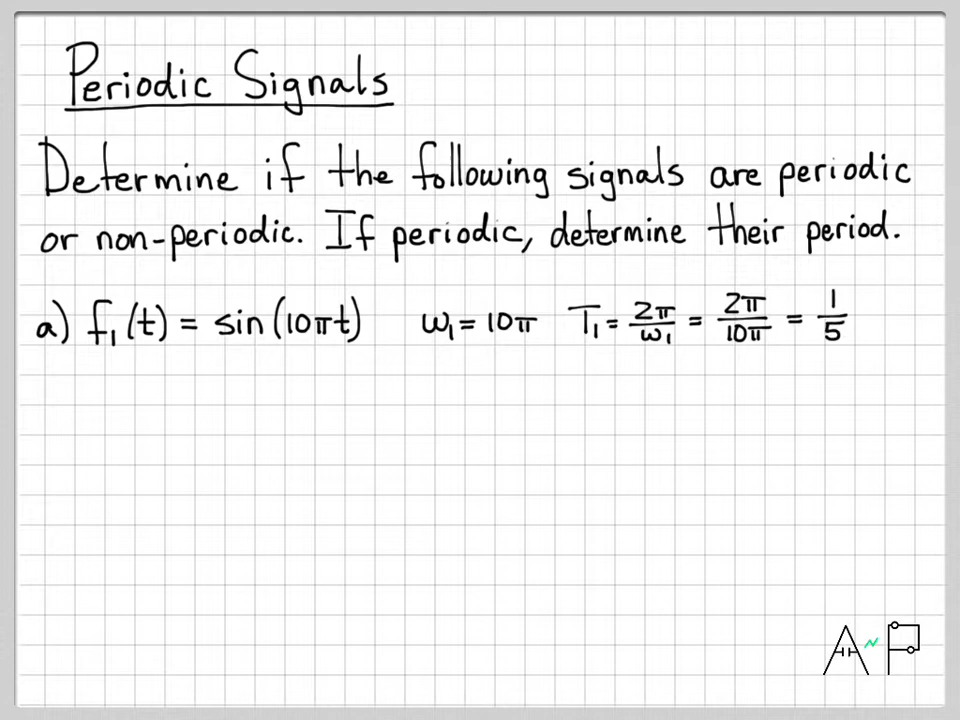 Periodic Signals
Determine if the following signals are periodic
or non-periodic. If periodic, determine their period.
a) f₁(t) = sin(10πt) ω₁ = 10π T₁ = 2π/ω₁ = 2π/10π = 1/5
A~P